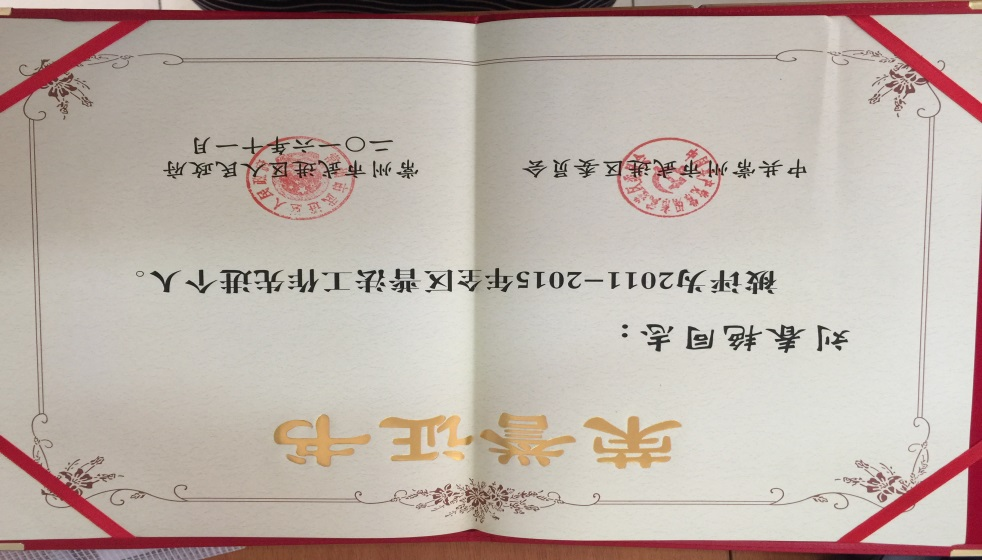 荣誉证书
刘春艳同志：
被评为2011-2015年全区普法工作先进个人。
中共常州市武进区委员会
常州市武进区人民政府
二〇一六年十一月